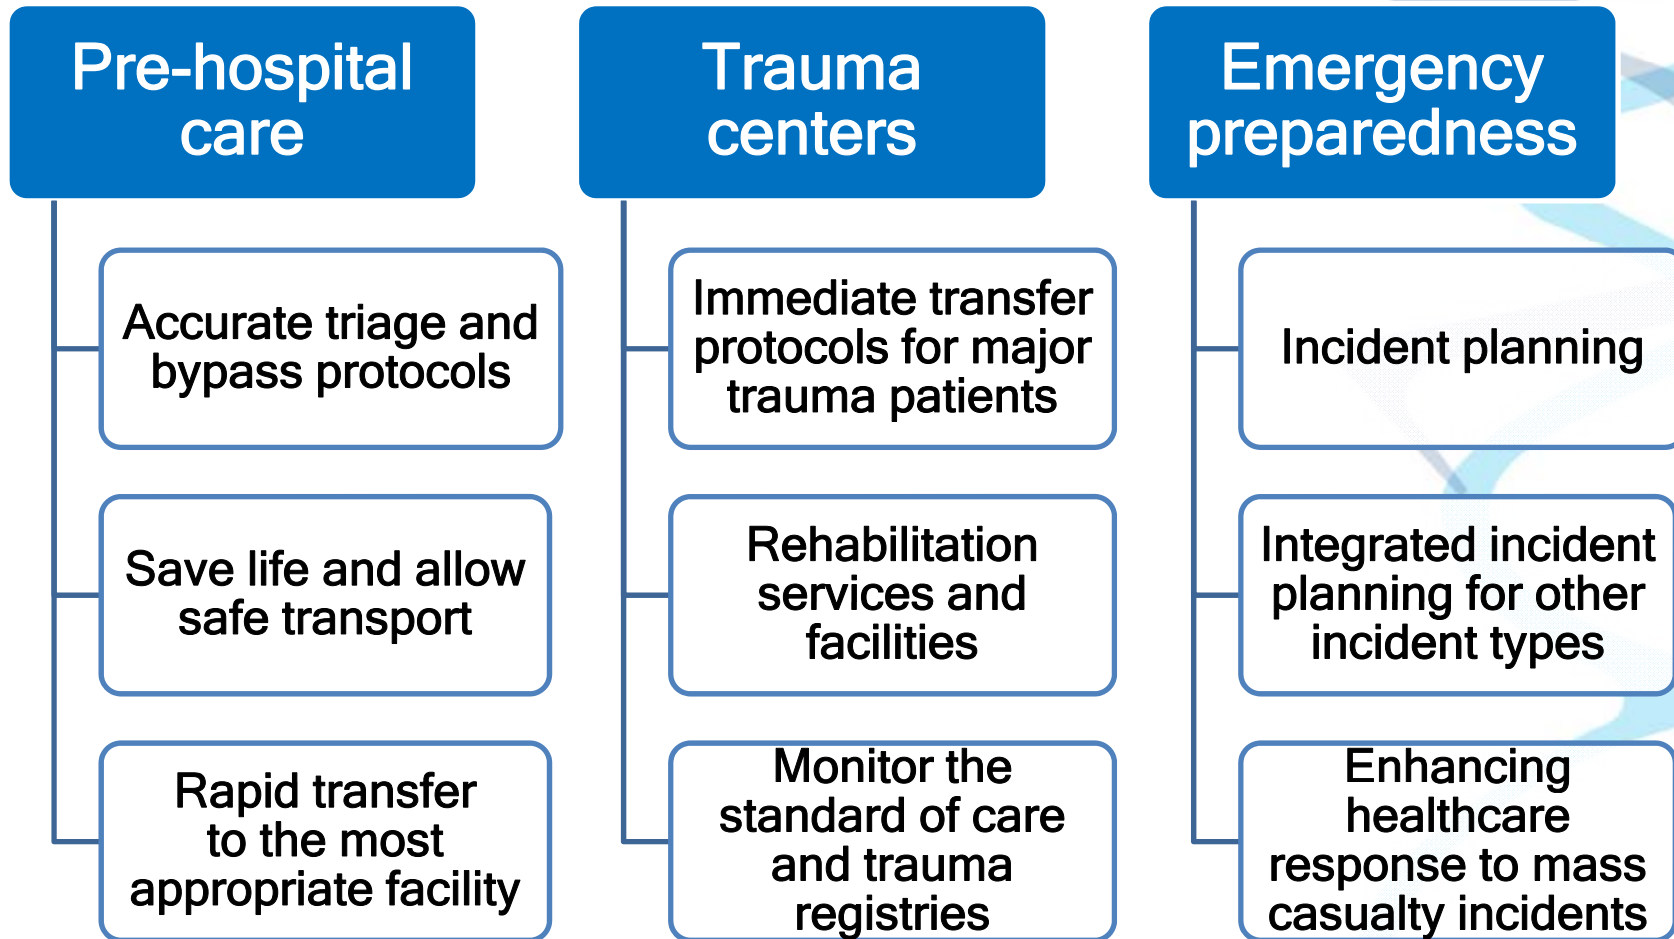 Pre-hospital
care
Accurate triage and
bypass protocols
Save life and allow
safe transport
Rapid transfer
to the most
appropriate facility
Trauma
centers
Immediate transfer
protocols for major
trauma patients
Rehabilitation
services and
facilities
Monitor the
standard of care
and trauma
registries
Emergency
preparedness
Incident planning
Integrated incident
planning for other
incident types
Enhancing
healthcare
response to mass
casualty incidents